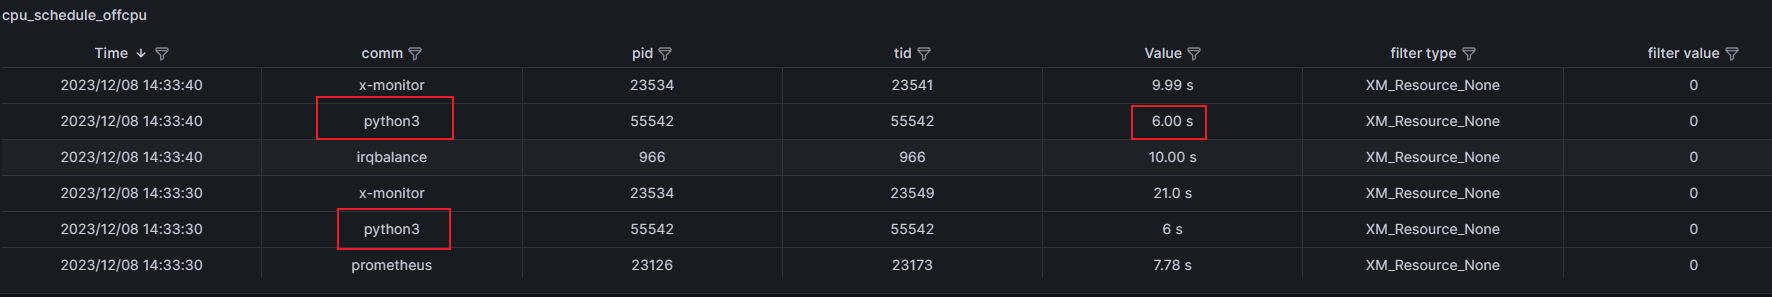 cpu_schedule_offcpu
Time comm pid tid Value filter type filter value
2023/12/08 14:33:40 x-monitor 23534 23541 9.99 s XM_Resource_None 0
2023/12/08 14:33:40 python3 55542 55542 6.00 s XM_Resource_None 0
2023/12/08 14:33:40 irqbalance 966 966 10.00 s XM_Resource_None 0
2023/12/08 14:33:30 x-monitor 23534 23549 21.0 s XM_Resource_None 0
2023/12/08 14:33:30 python3 55542 55542 6 s XM_Resource_None 0
2023/12/08 14:33:30 prometheus 23126 23173 7.78 s XM_Resource_None 0